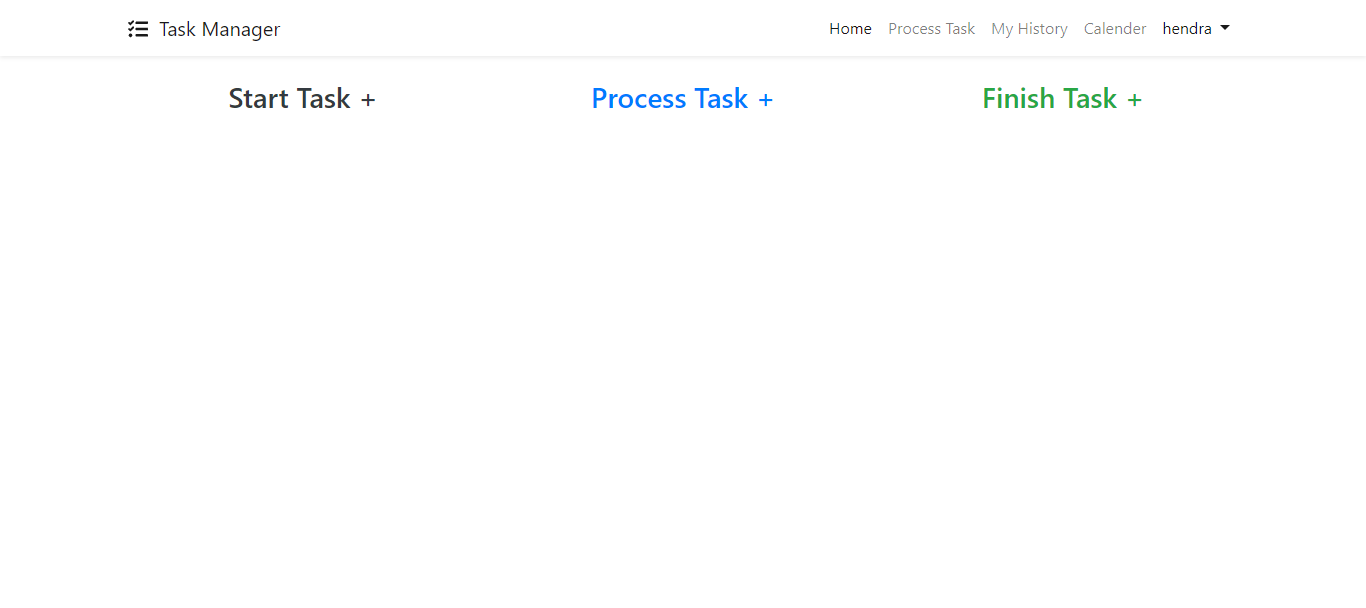 Task Manager Home Process Task My History Calender hendra
Start Task + Process Task + Finish Task +